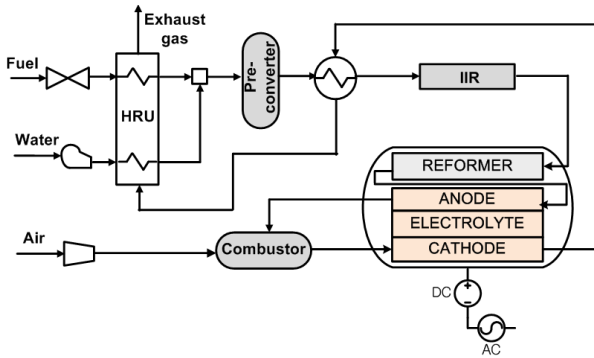 Exhaust
gas
Fuel
Pre-
converter
IIR
HRU
Water
REFORMER
ANODE
ELECTROLYTE
CATHODE
Air
Combustor
DC
AC